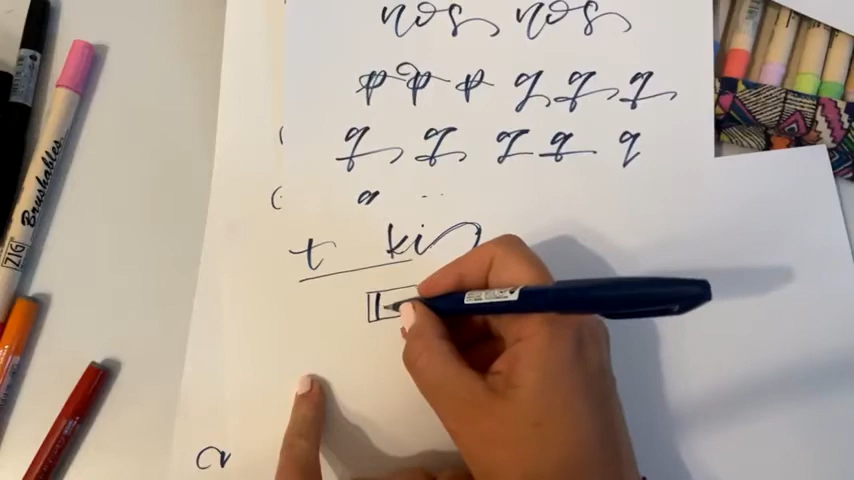 nos nos
p p p q q q
q q q q q
a
t ki
a
ZIG Brushables